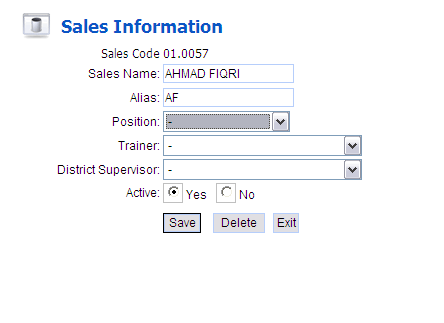 Sales Information
Sales Code 01.0057
Sales Name: AHMAD FIQRI
Alias: AF
Position: -
Trainer: -
District Supervisor: -
Active: Yes No
Save Delete Exit